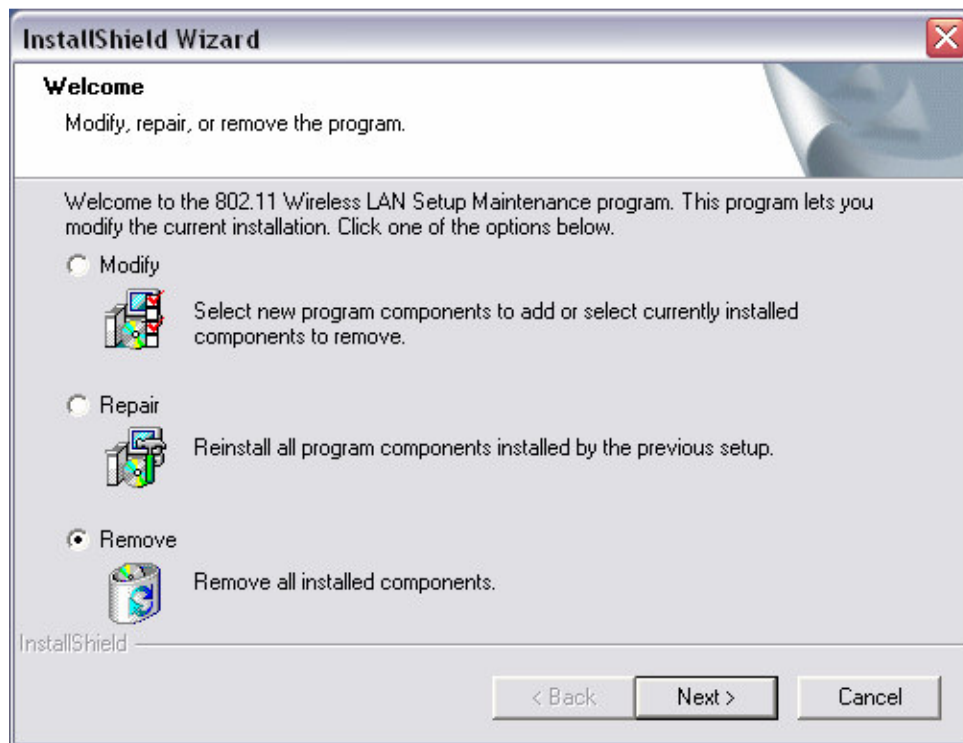 InstallShield Wizard
Welcome
Modify, repair, or remove the program.
Welcome to the 802.11 Wireless LAN Setup Maintenance program. This program lets you
modify the current installation. Click one of the options below.
Modify
Select new program components to add or select currently installed
components to remove.
Repair
Reinstall all program components installed by the previous setup.
Remove
Remove all installed components.
InstallShield
< Back
Next >
Cancel